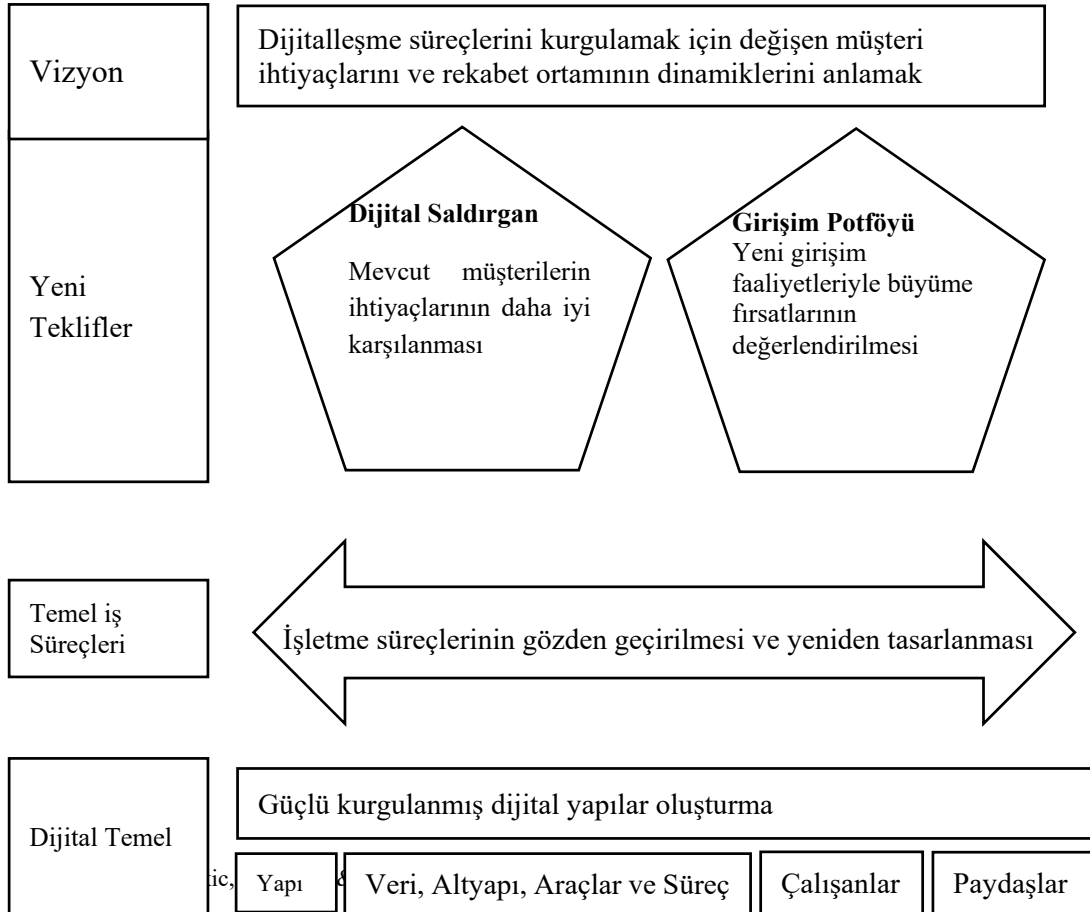 Vizyon
Dijitalleşme süreçlerini kurgulamak için değişen müşteri
ihtiyaçlarını ve rekabet ortamının dinamiklerini anlamak
Yeni
Teklifler
Dijital Saldırgan
Mevcut müşterilerin
ihtiyaçlarının daha iyi
karşılanması
Girişim Potföyü
Yeni girişim
faaliyetleriyle büyüme
fırsatlarının
değerlendirilmesi
Temel iş
Süreçleri
İşletme süreçlerinin gözden geçirilmesi ve yeniden tasarlanması
Dijital Temel
Güçlü kurgulanmış dijital yapılar oluşturma
Yapı
Veri, Altyapı, Araçlar ve Süreç
Çalışanlar
Paydaşlar